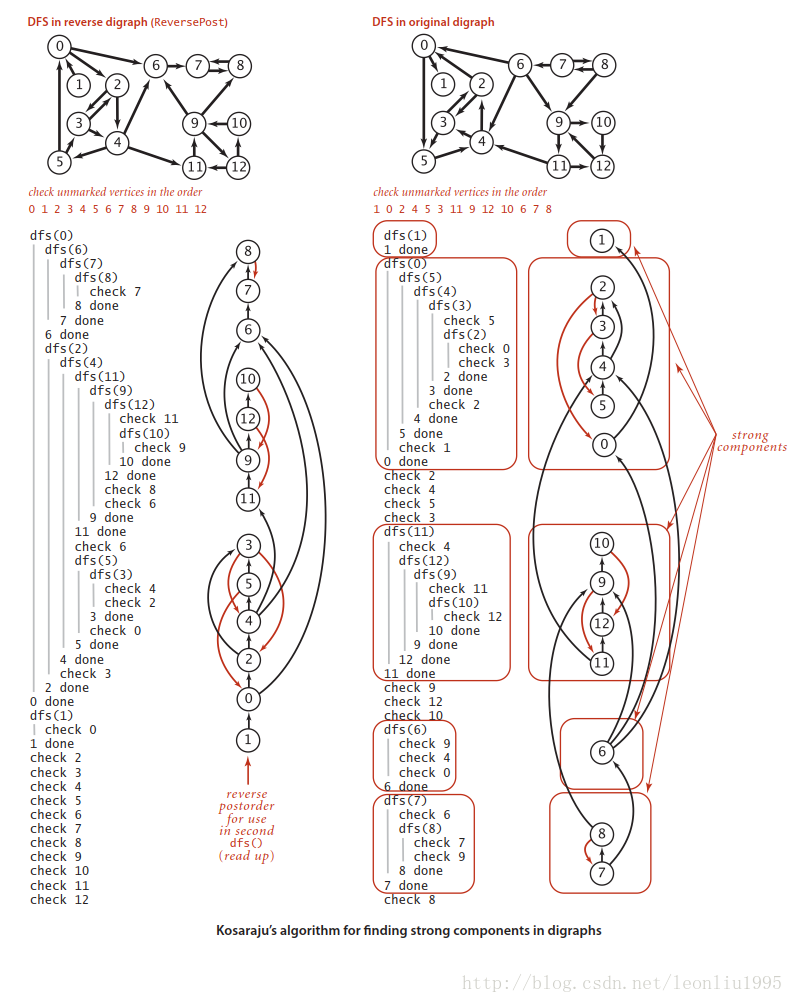 DFS in reverse digraph (ReversePost)
0
6
7
8
1
2
3
9
10
4
5
11
12
check unmarked vertices in the order
0 1 2 3 4 5 6 7 8 9 10 11 12
dfs(0)
dfs(6)
dfs(7)
dfs(8)
check 7
8 done
7 done
6 done
dfs(2)
dfs(4)
dfs(11)
dfs(9)
dfs(12)
check 11
dfs(10)
check 9
10 done
12 done
check 8
check 6
9 done
11 done
check 6
dfs(5)
dfs(3)
check 4
check 2
3 done
check 0
5 done
4 done
check 3
2 done
0 done
dfs(1)
check 0
1 done
check 2
check 3
check 4
check 5
check 6
check 7
check 8
check 9
check 10
check 11
check 12
8
7
6
10
12
9
11
3
5
4
2
0
1
reverse
postorder
for use
in second
dfs()
(read up)
DFS in original digraph
0
6
7
8
1
2
3
9
10
4
5
11
12
check unmarked vertices in the order
1 0 2 4 5 3 11 9 12 10 6 7 8
dfs(1)
1 done
dfs(0)
dfs(5)
dfs(4)
dfs(3)
check 5
dfs(2)
check 0
check 3
2 done
3 done
check 2
4 done
5 done
check 1
0 done
check 2
check 4
check 5
check 3
dfs(11)
check 4
dfs(12)
dfs(9)
check 11
dfs(10)
check 12
10 done
9 done
12 done
11 done
check 9
check 12
check 10
dfs(6)
check 9
check 4
check 0
6 done
dfs(7)
check 6
dfs(8)
check 7
check 9
8 done
7 done
check 8
1
2
3
4
5
0
10
9
12
11
6
8
7
strong
components
Kosaraju's algorithm for finding strong components in digraphs
http://blog.csdn.net/leonliu1995